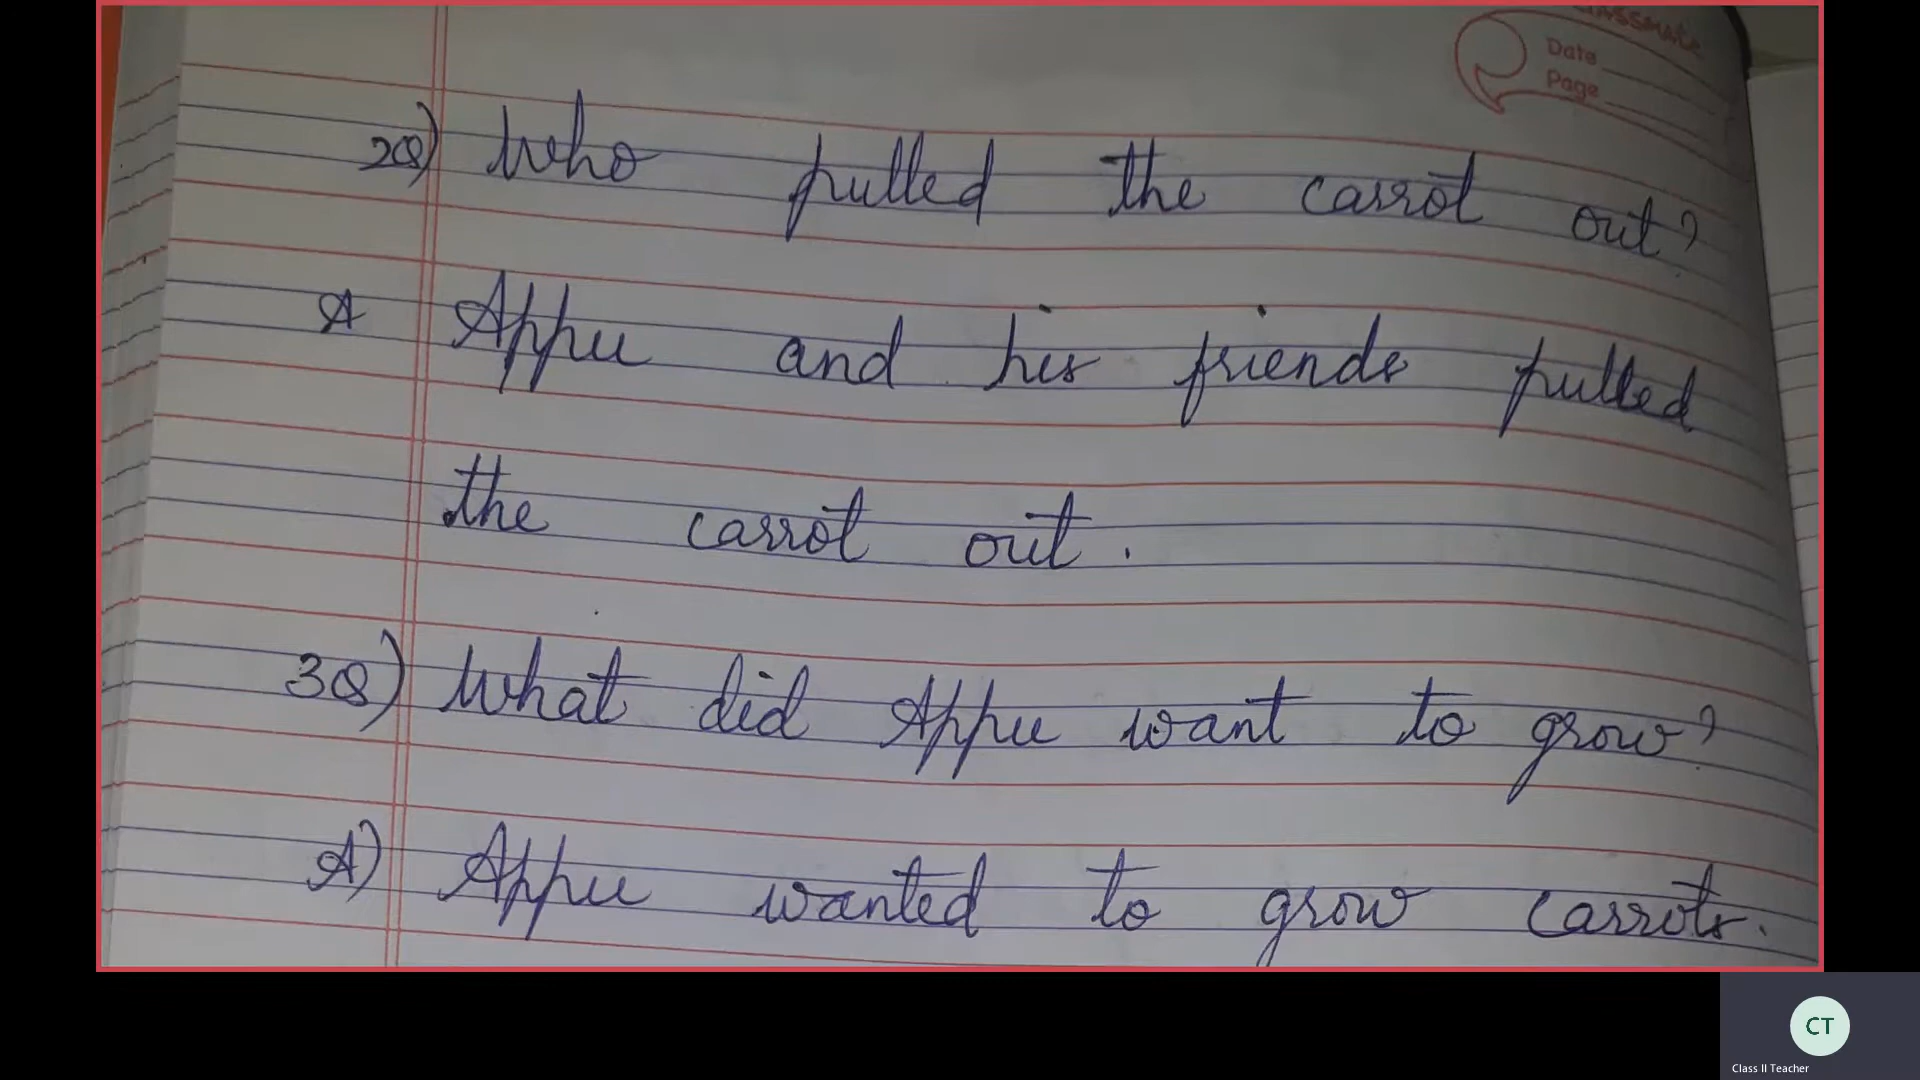 classmate
Date
Page
2Q) Who pulled the carrot out?
A Appu and his friends pulled
the carrot out.
3Q) What did Appu want to grow?
A) Appu wanted to grow carrots.
CT
Class II Teacher